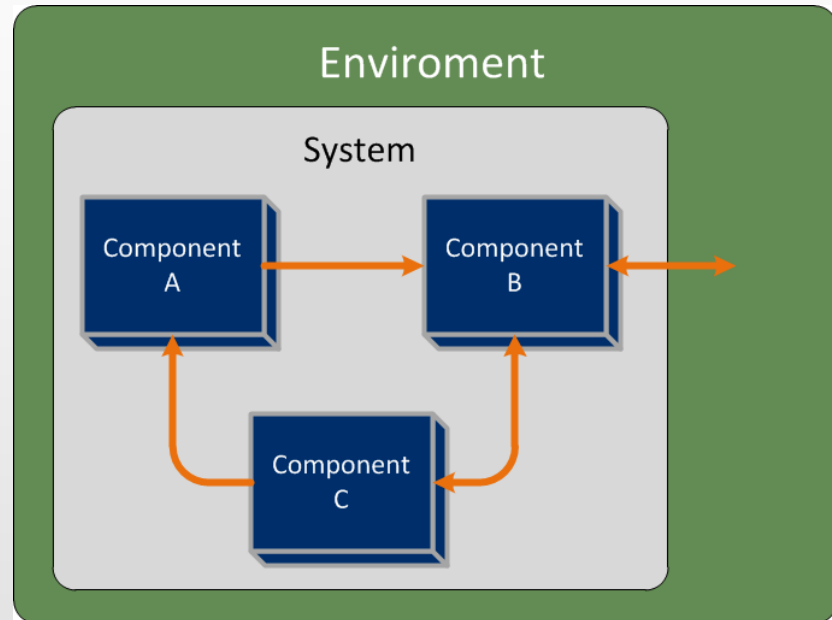 Enviroment
System
Component
A
Component
B
Component
C